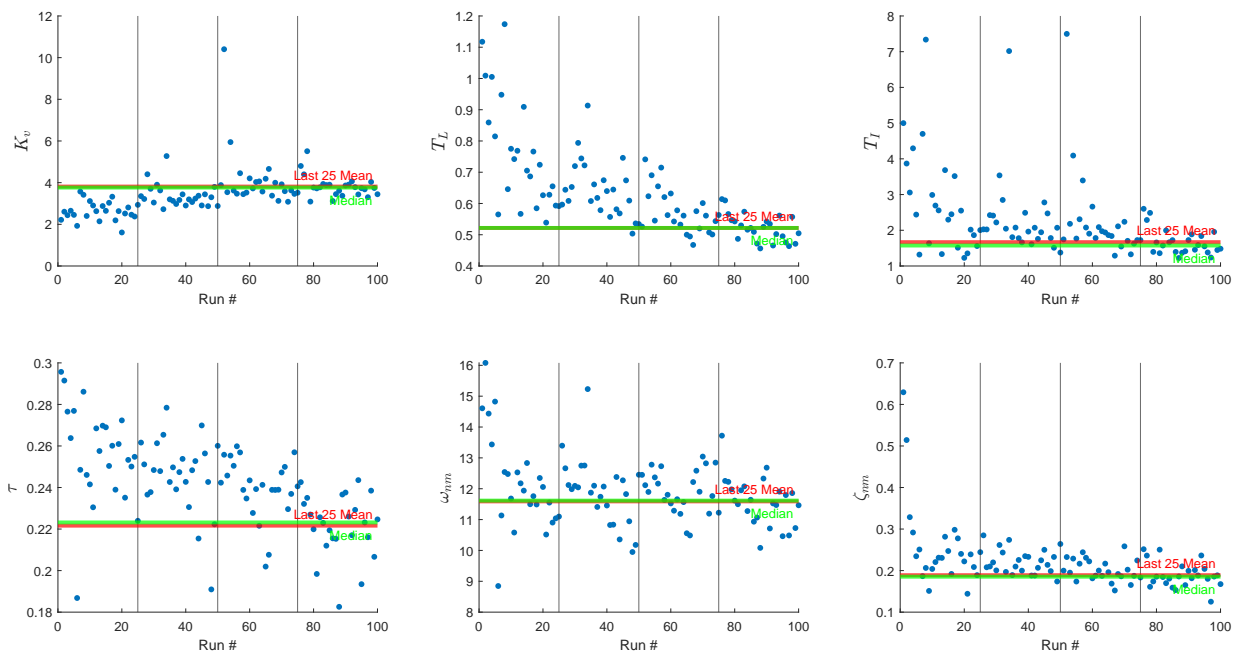 12
10
8
6
4
2
0
K_v
Last 25 Mean
Median
0 20 40 60 80 100
Run #
1.2
1.1
1
0.9
0.8
0.7
0.6
0.5
0.4
T_L
Last 25 Mean
Median
0 20 40 60 80 100
Run #
8
7
6
5
4
3
2
1
T_I
Last 25 Mean
Median
0 20 40 60 80 100
Run #
0.3
0.28
0.26
0.24
0.22
0.2
0.18
τ
Last 25 Mean
Median
0 20 40 60 80 100
Run #
16
15
14
13
12
11
10
9
8
ω_nm
Last 25 Mean
Median
0 20 40 60 80 100
Run #
0.7
0.6
0.5
0.4
0.3
0.2
0.1
ζ_nm
Last 25 Mean
Median
0 20 40 60 80 100
Run #